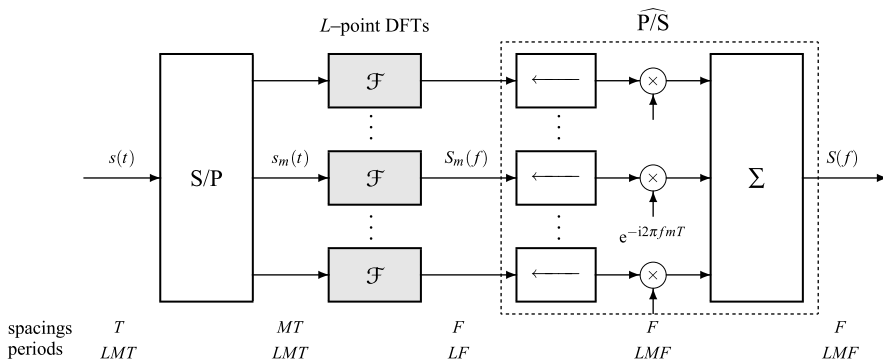 L–point DFTs
P/S
ℱ
←
×
s(t)
S/P
s_m(t)
ℱ
S_m(f)
←
×
Σ
S(f)
e^{−i2πfmT}
ℱ
←
×
spacings T MT F F F
periods LMT LMT LF LMF LMF